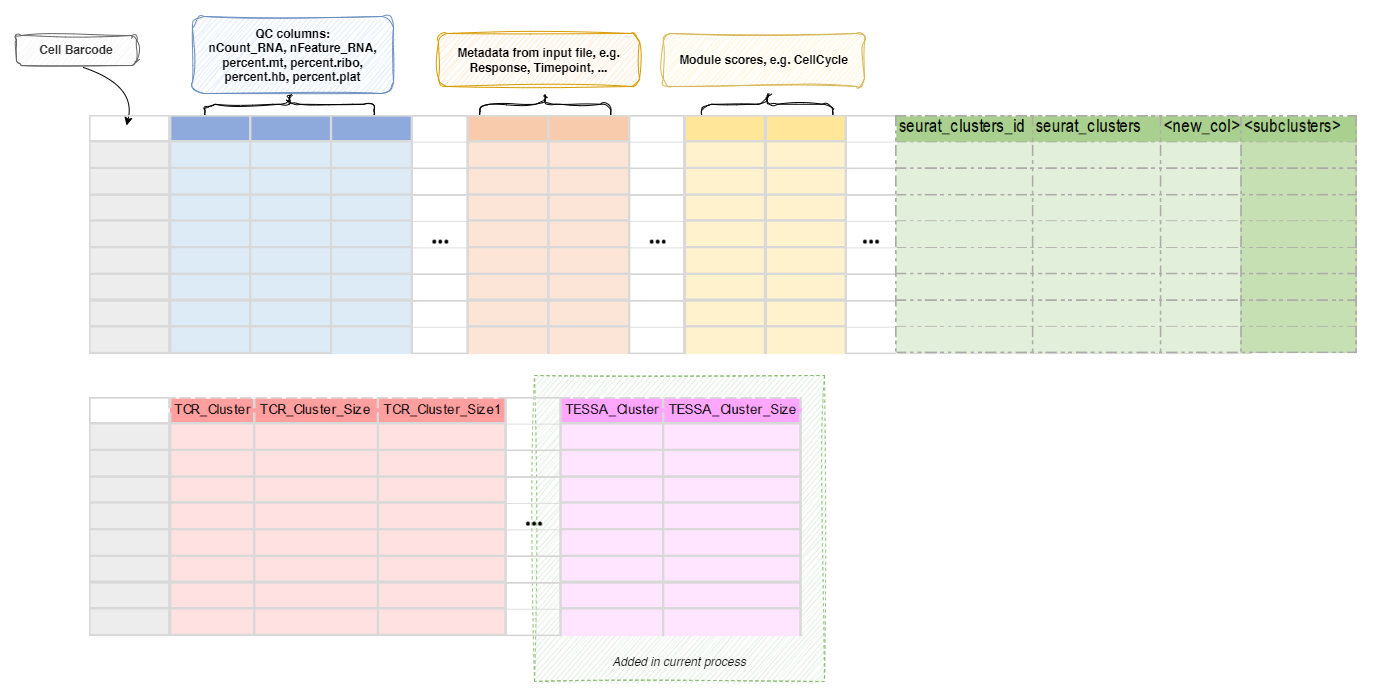 Cell Barcode
QC columns:
nCount_RNA, nFeature_RNA,
percent.mt, percent.ribo,
percent.hb, percent.plat
Metadata from input file, e.g.
Response, Timepoint, ...
Module scores, e.g. CellCycle
seurat_clusters_id seurat_clusters <new_col> <subclusters>
... ... ...
TCR_Cluster TCR_Cluster_Size TCR_Cluster_Size1 TESSA_Cluster TESSA_Cluster_Size
...
Added in current process